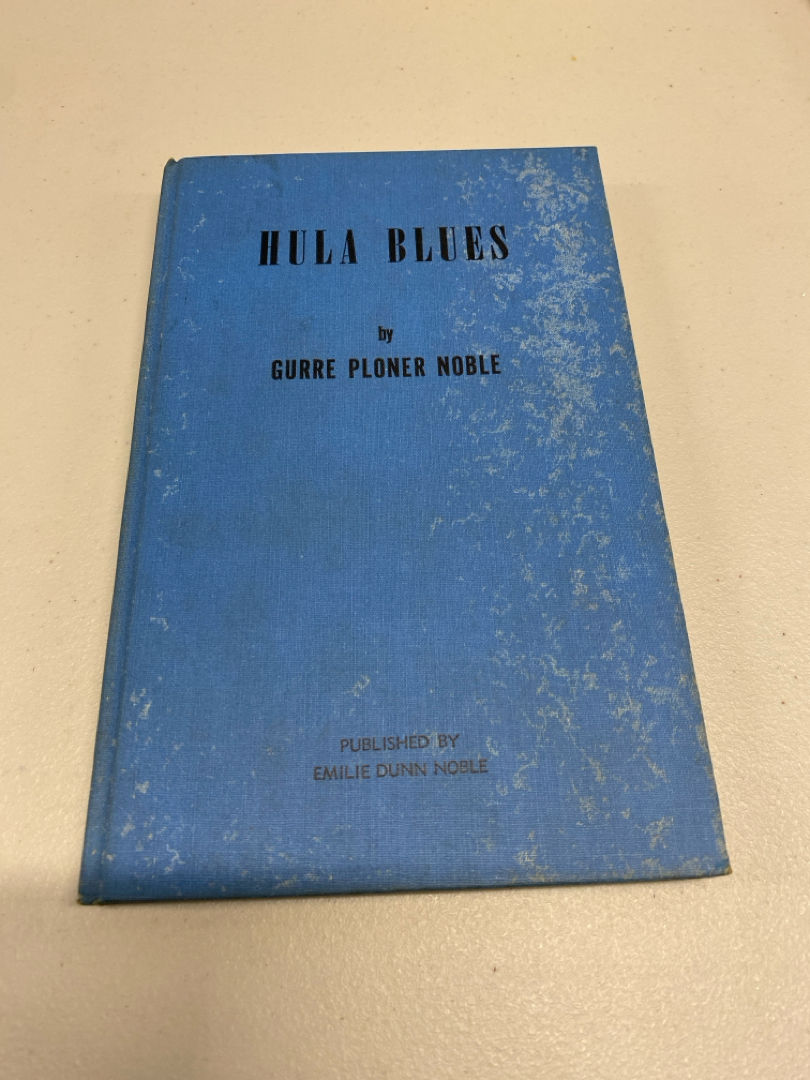 HULA BLUES
by
GURRE PLONER NOBLE
PUBLISHED BY
EMILIE DUNN NOBLE